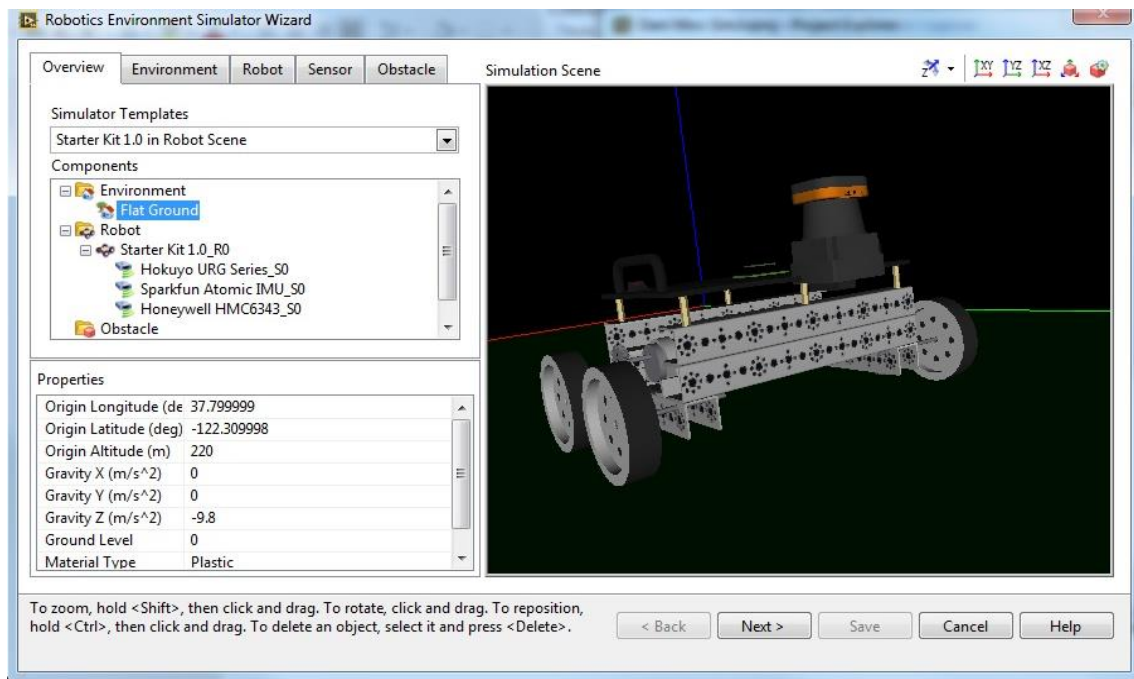 Robotics Environment Simulator Wizard
Overview Environment Robot Sensor Obstacle
Simulator Templates
Starter Kit 1.0 in Robot Scene
Components
Environment
Flat Ground
Robot
Starter Kit 1.0_R0
Hokuyo URG Series_S0
Sparkfun Atomic IMU_S0
Honeywell HMC6343_S0
Obstacle
Properties
Origin Longitude (de 37.799999
Origin Latitude (deg) -122.309998
Origin Altitude (m) 220
Gravity X (m/s^2) 0
Gravity Y (m/s^2) 0
Gravity Z (m/s^2) -9.8
Ground Level 0
Material Type Plastic
Simulation Scene
Z XY YZ XZ
To zoom, hold <Shift>, then click and drag. To rotate, click and drag. To reposition,
hold <Ctrl>, then click and drag. To delete an object, select it and press <Delete>.
< Back Next > Save Cancel Help